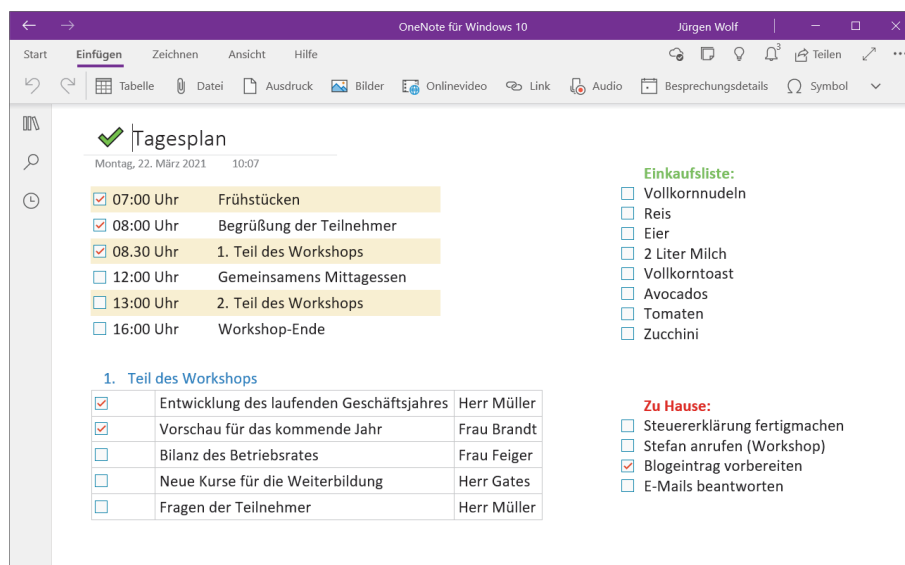 OneNote für Windows 10
Jürgen Wolf
Start Einfügen Zeichnen Ansicht Hilfe
3 Teilen
Tabelle Datei Ausdruck Bilder Onlinevideo Link Audio Besprechungsdetails Symbol
Tagesplan
Montag, 22. März 2021 10:07
07:00 Uhr Frühstücken
08:00 Uhr Begrüßung der Teilnehmer
08.30 Uhr 1. Teil des Workshops
12:00 Uhr Gemeinsamens Mittagessen
13:00 Uhr 2. Teil des Workshops
16:00 Uhr Workshop-Ende
1. Teil des Workshops
Entwicklung des laufenden Geschäftsjahres Herr Müller
Vorschau für das kommende Jahr Frau Brandt
Bilanz des Betriebsrates Frau Feiger
Neue Kurse für die Weiterbildung Herr Gates
Fragen der Teilnehmer Herr Müller
Einkaufsliste:
Vollkornnudeln
Reis
Eier
2 Liter Milch
Vollkorntoast
Avocados
Tomaten
Zucchini
Zu Hause:
Steuererklärung fertigmachen
Stefan anrufen (Workshop)
Blogeintrag vorbereiten
E-Mails beantworten